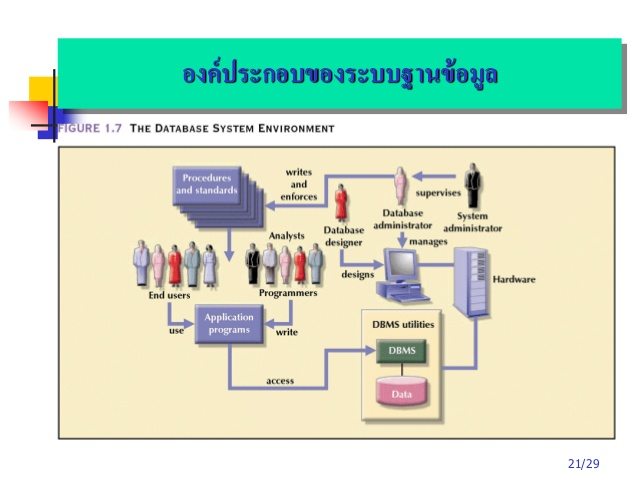 องค์ประกอบของระบบฐานข้อมูล
FIGURE 1.7 THE DATABASE SYSTEM ENVIRONMENT
Procedures
and standards
writes
and
enforces
supervises
Database
designer
Database
administrator
System
administrator
Analysts
manages
designs
Hardware
End users
Programmers
Application
programs
use
write
DBMS utilities
DBMS
Data
access
21/29